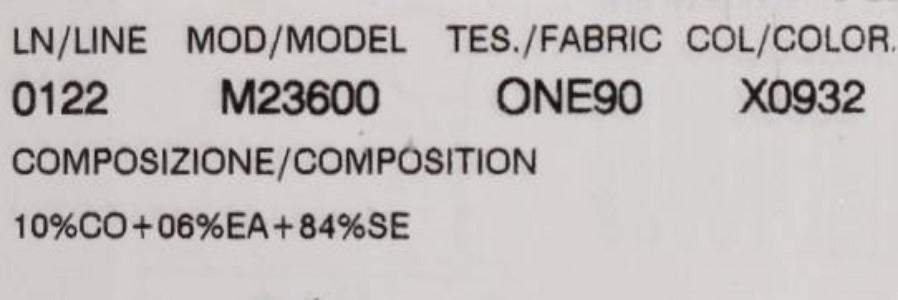 LN/LINE MOD/MODEL TES./FABRIC COL/COLOR.
0122 M23600 ONE90 X0932
COMPOSIZIONE/COMPOSITION
10%CO+06%EA+84%SE